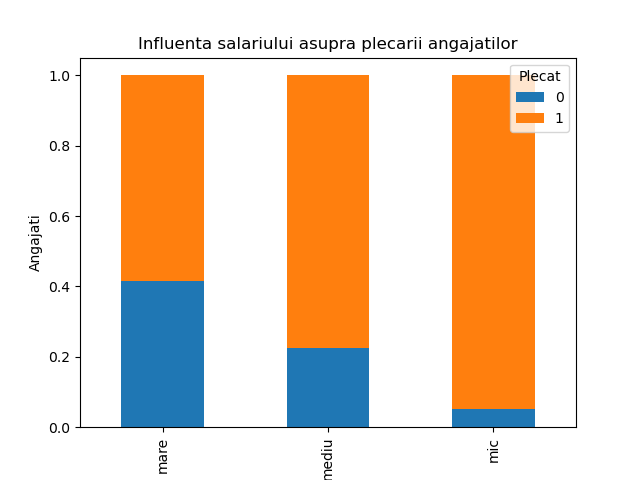 Influenta salariului asupra plecarii angajatilor
Plecat
0
1
1.0
0.8
0.6
0.4
0.2
0.0
Angajati
mare
mediu
mic